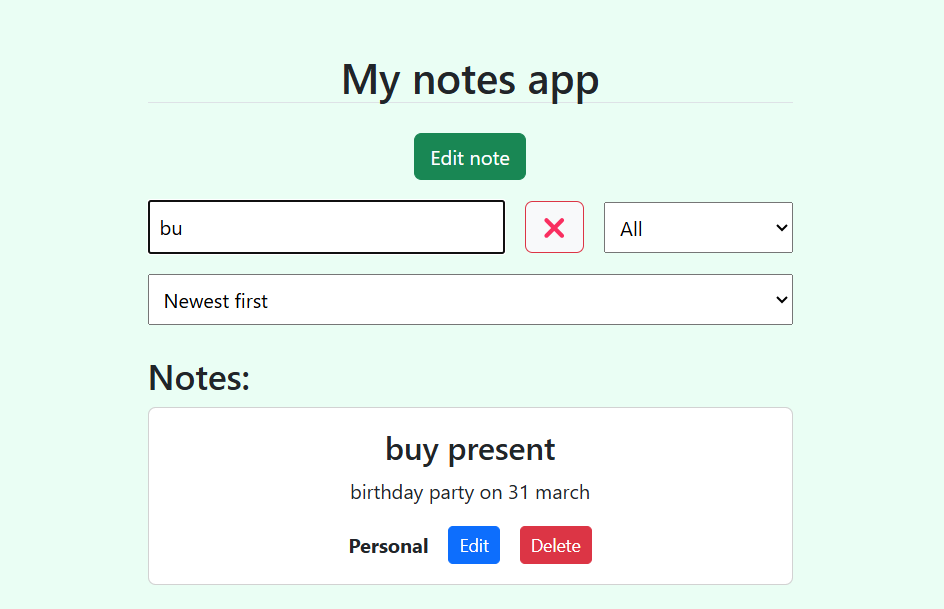 My notes app
Edit note
bu
All
Newest first
Notes:
buy present
birthday party on 31 march
Personal Edit Delete